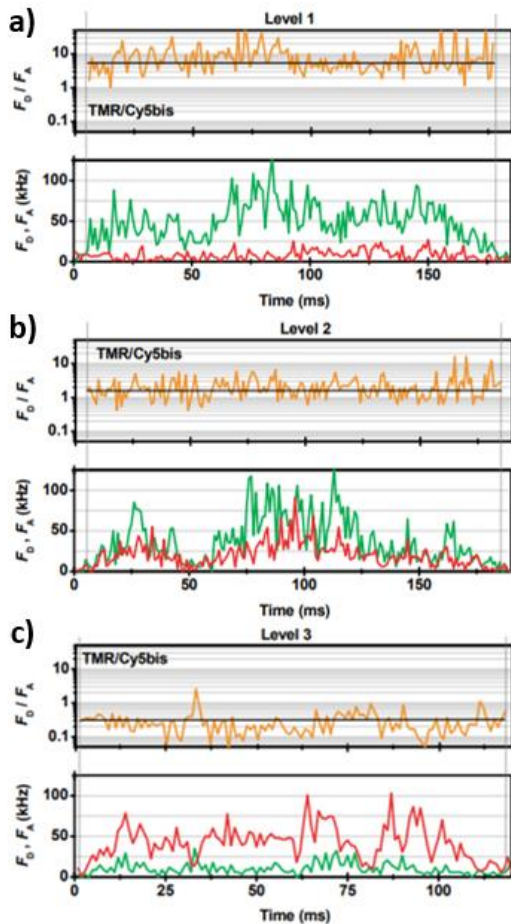 a)
Level 1
F_D / F_A
10
1
0.1
TMR/Cy5bis
F_D , F_A (kHz)
100
50
0
0
50
100
150
Time (ms)
b)
Level 2
F_D / F_A
10
1
0.1
TMR/Cy5bis
F_D , F_A (kHz)
100
50
0
0
50
100
150
Time (ms)
c)
Level 3
F_D / F_A
10
1
0.1
TMR/Cy5bis
F_D , F_A (kHz)
100
50
0
0
25
50
75
100
Time (ms)